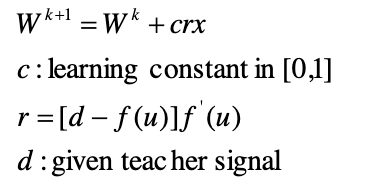 W^{k+1} = W^k + crx
c : learning constant in [0,1]
r = [d − f(u)]f'(u)
d : given teacher signal